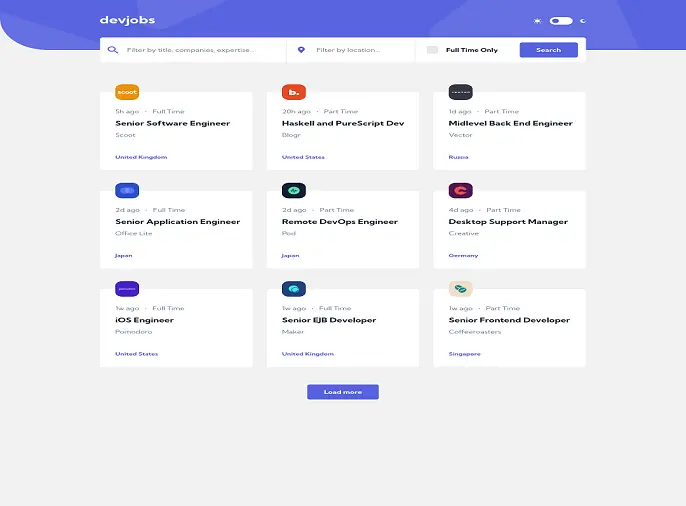 devjobs
Filter by title, companies, expertise...
Filter by location...
Full Time Only
Search
scoot
5h ago · Full Time
Senior Software Engineer
Scoot
United Kingdom
b.
20h ago · Part Time
Haskell and PureScript Dev
Blogr
United States
1d ago · Part Time
Midlevel Back End Engineer
Vector
Russia
2d ago · Full Time
Senior Application Engineer
Office Lite
Japan
2d ago · Part Time
Remote DevOps Engineer
Pod
Japan
4d ago · Part Time
Desktop Support Manager
Creative
Germany
1w ago · Full Time
iOS Engineer
Pomodoro
United States
1w ago · Full Time
Senior EJB Developer
Maker
United Kingdom
1w ago · Part Time
Senior Frontend Developer
Coffeeroasters
Singapore
Load more